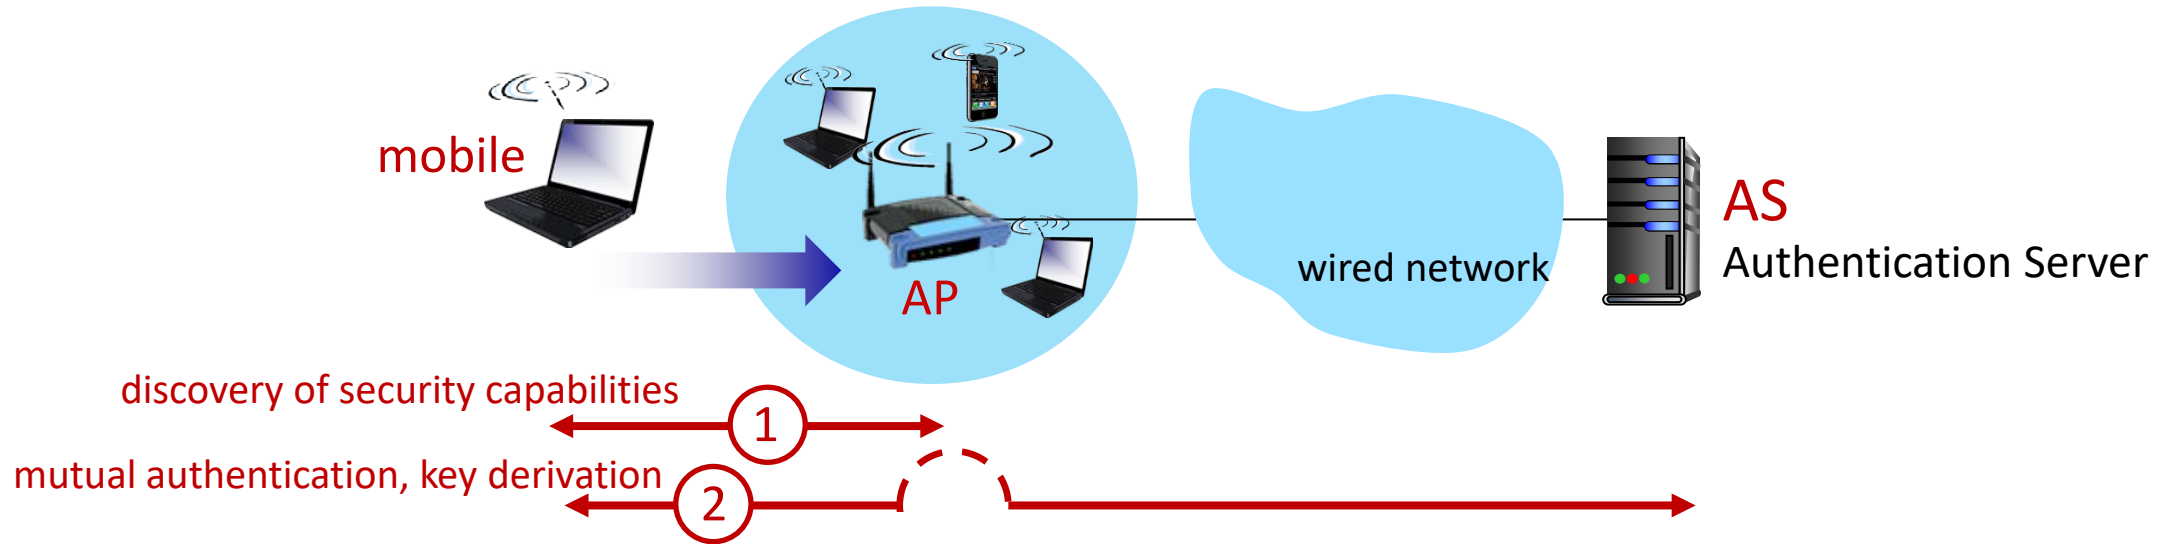 mobile
AP
wired network
AS
Authentication Server
discovery of security capabilities
1
mutual authentication, key derivation
2